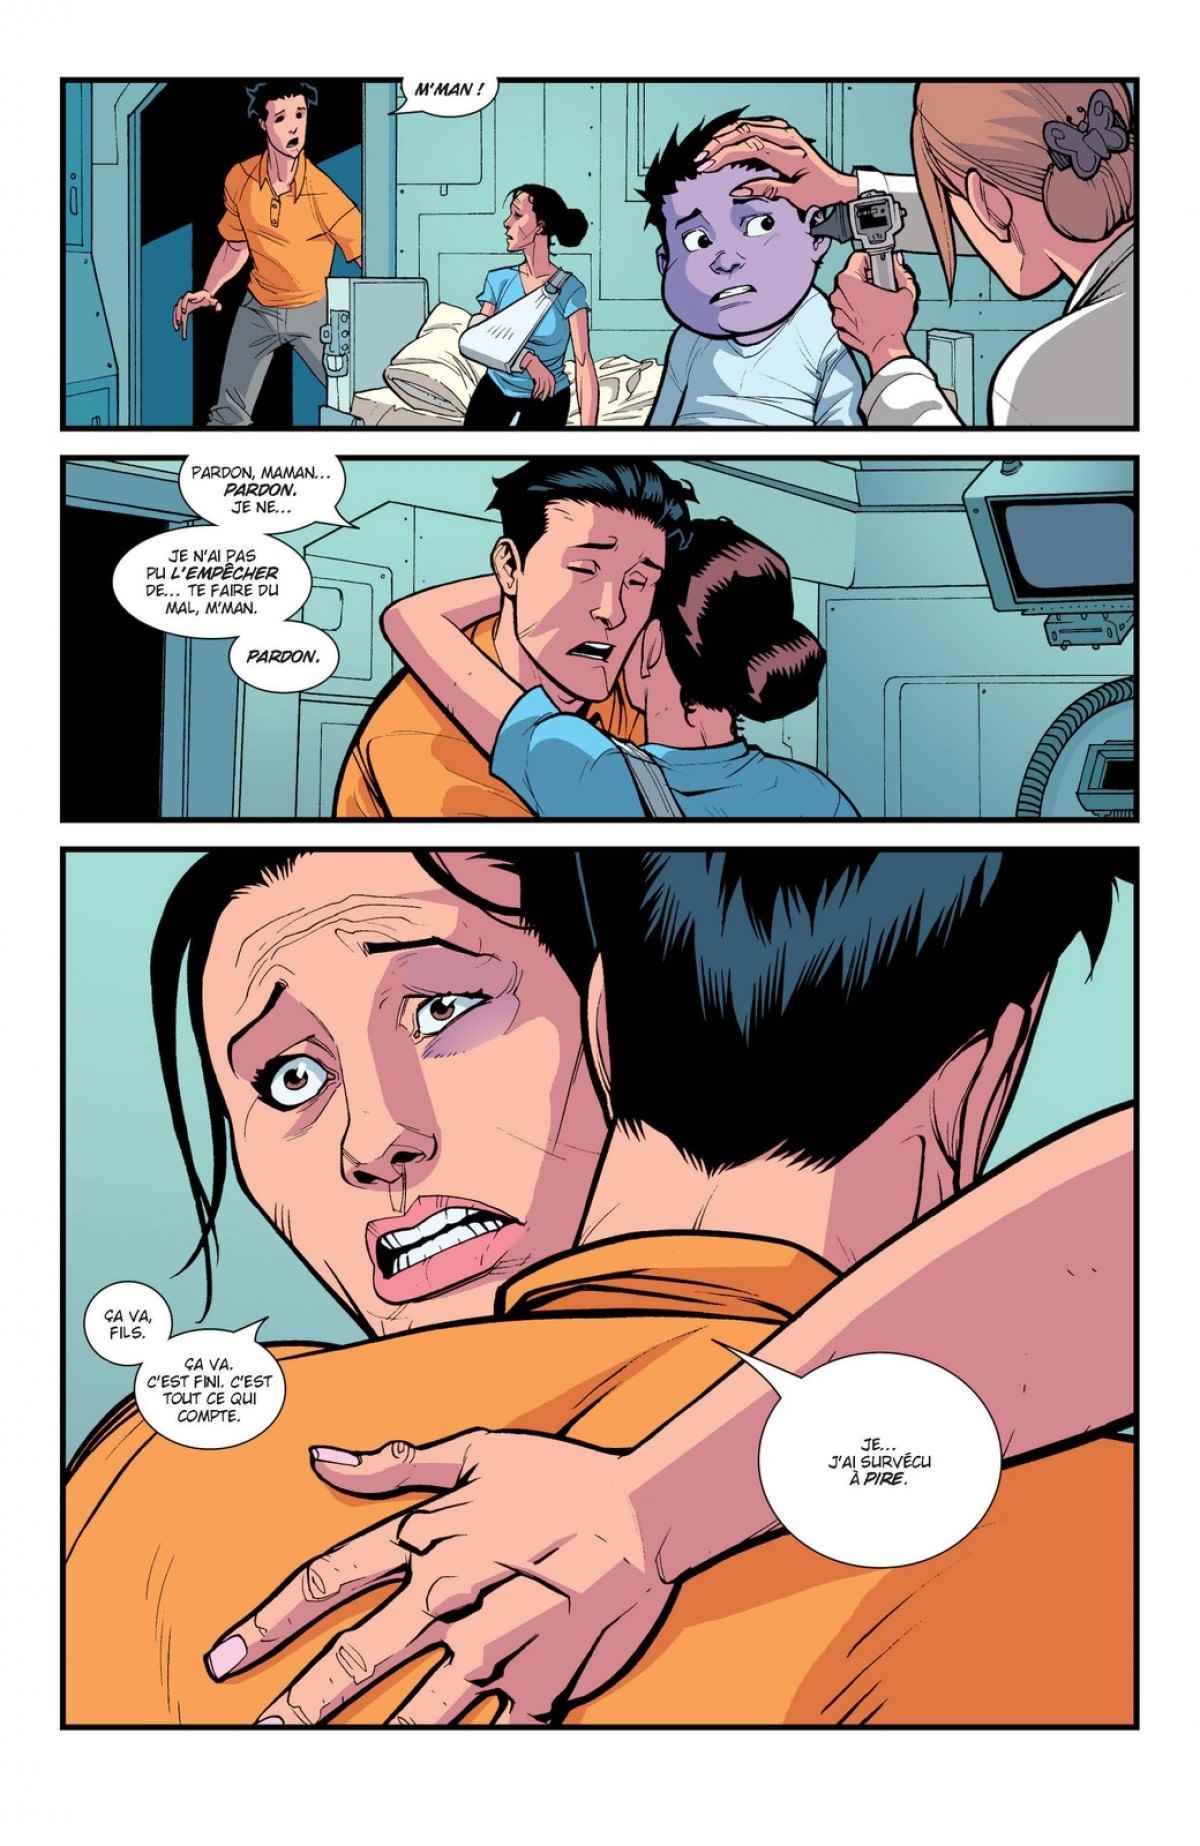 M'MAN !
PARDON, MAMAN...
PARDON.
JE NE...
JE N'AI PAS
PU L'EMPÊCHER
DE... TE FAIRE DU
MAL, M'MAN.
PARDON.
ÇA VA,
FILS.
ÇA VA.
C'EST FINI. C'EST
TOUT CE QUI
COMPTE.
JE...
J'AI SURVÉCU
À PIRE.